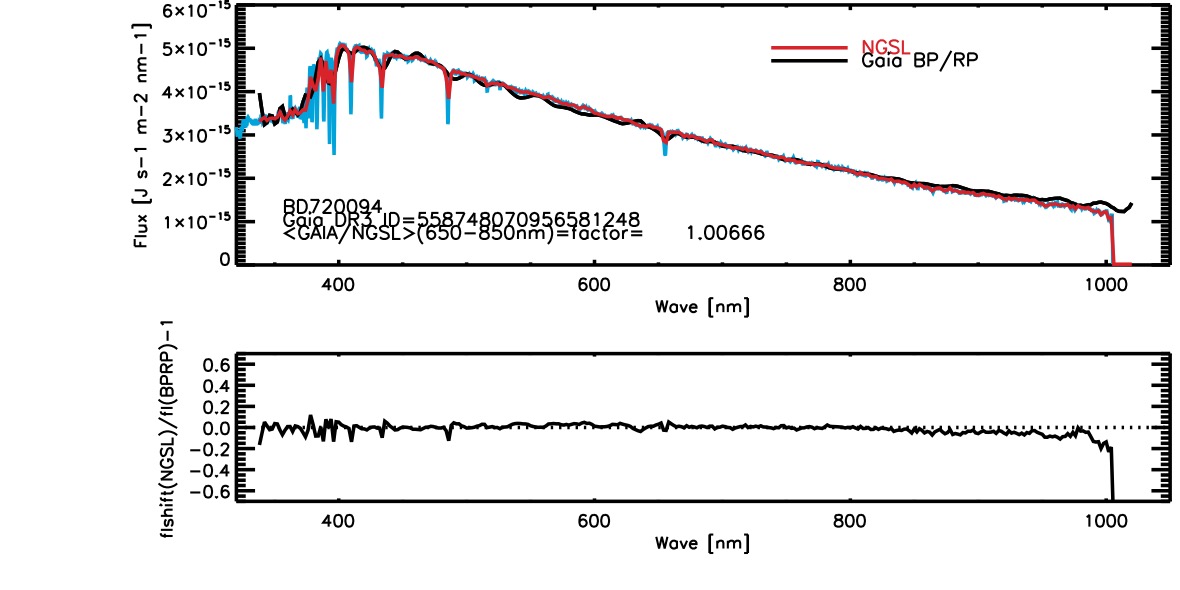 6×10−15
5×10−15
4×10−15
3×10−15
2×10−15
1×10−15
0
Flux [J s−1 m−2 nm−1]
NGSL
Gaia BP/RP
BD720094
Gaia DR3 ID=558748070956581248
<GAIA/NGSL>(650−850nm)=factor= 1.00666
400 600 800 1000
Wave [nm]
flshift(NGSL)/fl(BPRP)−1
0.6
0.4
0.2
0.0
−0.2
−0.4
−0.6
400 600 800 1000
Wave [nm]